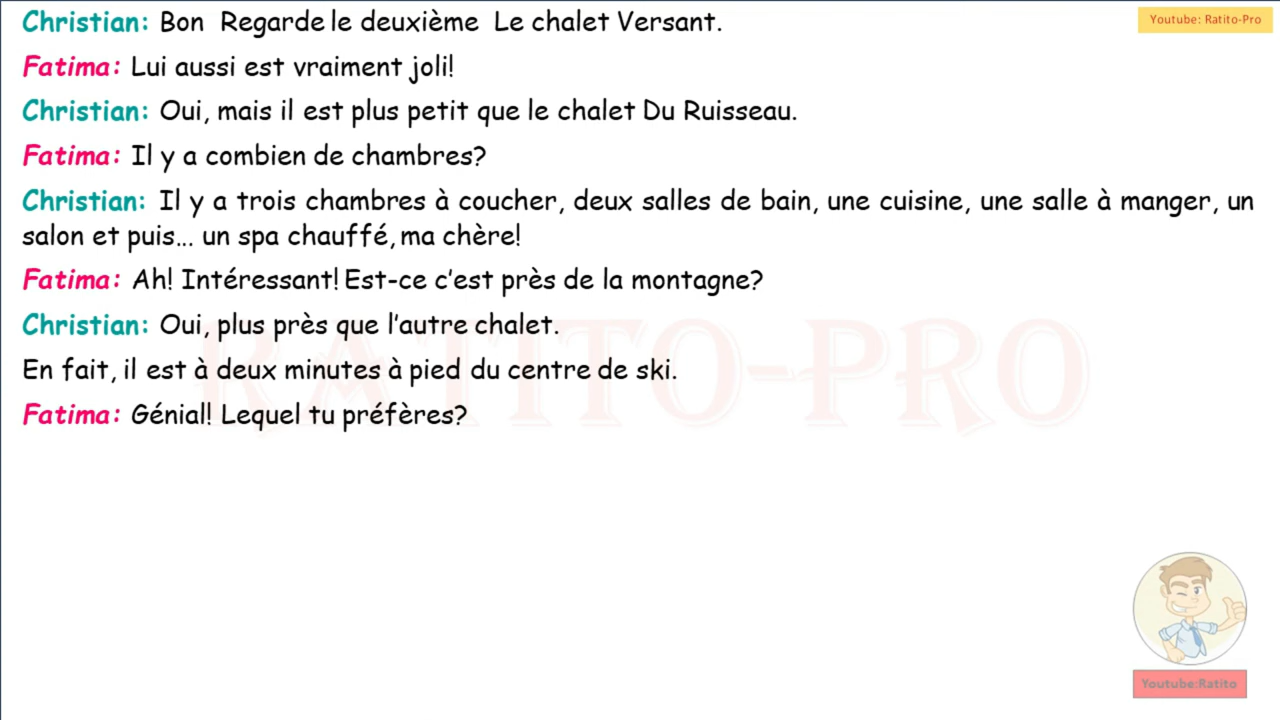 Christian: Bon Regarde le deuxième Le chalet Versant.
Youtube: Ratito-Pro
Fatima: Lui aussi est vraiment joli!
Christian: Oui, mais il est plus petit que le chalet Du Ruisseau.
Fatima: Il y a combien de chambres?
Christian: Il y a trois chambres à coucher, deux salles de bain, une cuisine, une salle à manger, un
salon et puis... un spa chauffé, ma chère!
Fatima: Ah! Intéressant! Est-ce c'est près de la montagne?
Christian: Oui, plus près que l'autre chalet.
En fait, il est à deux minutes à pied du centre de ski.
Fatima: Génial! Lequel tu préfères?
RATITO-PRO
Youtube:Ratito